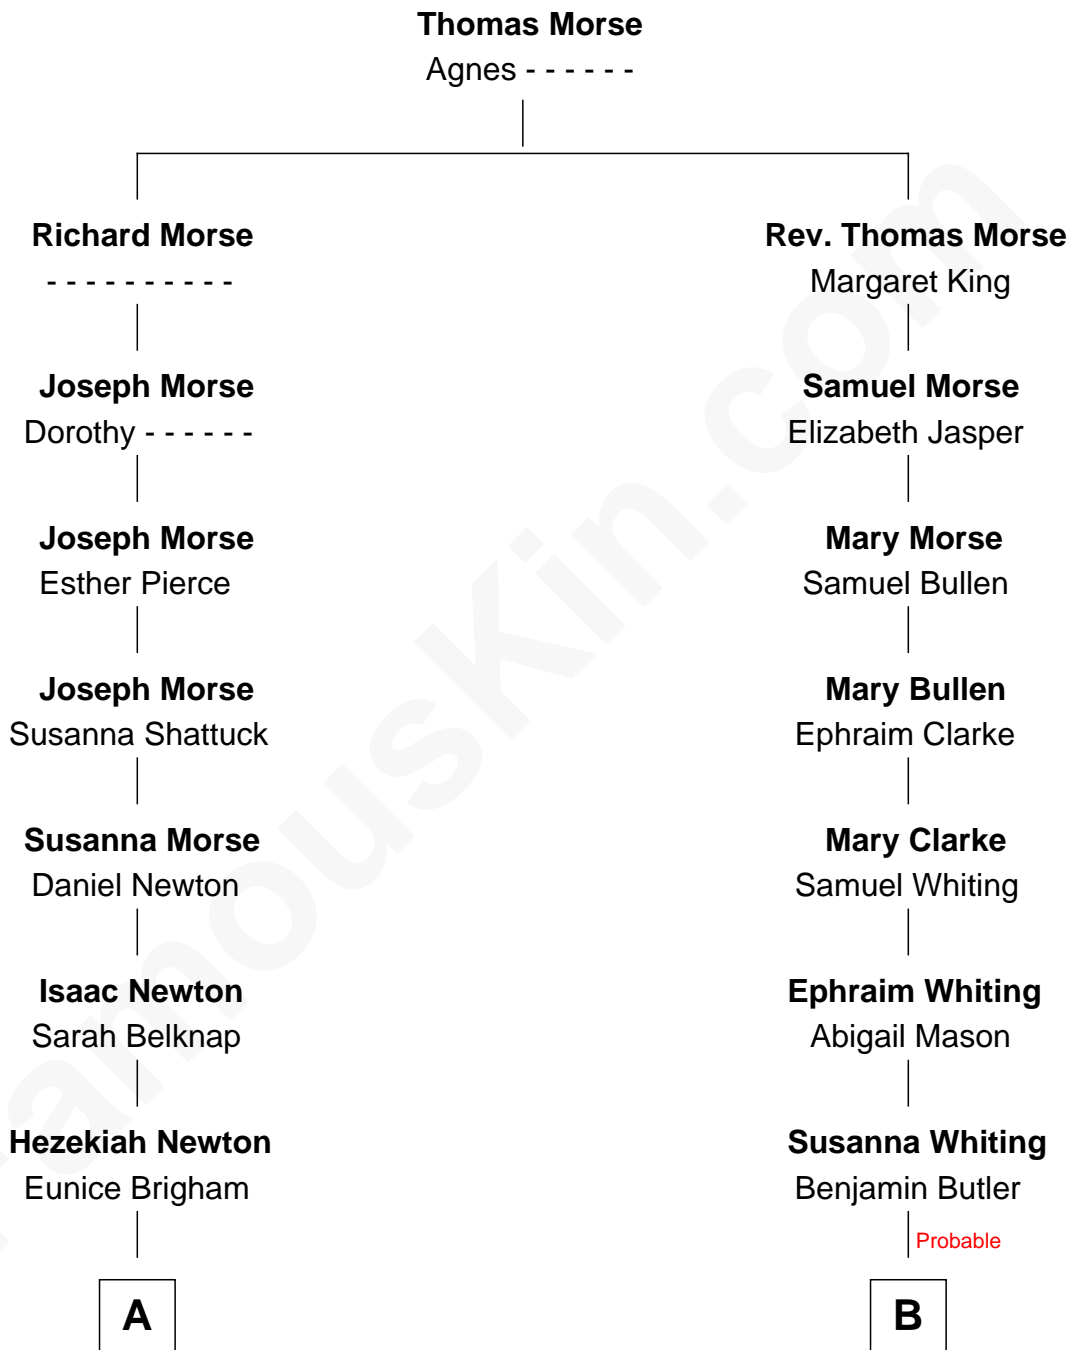 Thomas Morse
Agnes - - - - - -
Richard Morse
- - - - - - - - - -
Rev. Thomas Morse
Margaret King
Joseph Morse
Dorothy - - - - - -
Samuel Morse
Elizabeth Jasper
Joseph Morse
Esther Pierce
Mary Morse
Samuel Bullen
Joseph Morse
Susanna Shattuck
Mary Bullen
Ephraim Clarke
Susanna Morse
Daniel Newton
Mary Clarke
Samuel Whiting
Isaac Newton
Sarah Belknap
Ephraim Whiting
Abigail Mason
Hezekiah Newton
Eunice Brigham
Susanna Whiting
Benjamin Butler
Probable
A
B
FamousKin.com